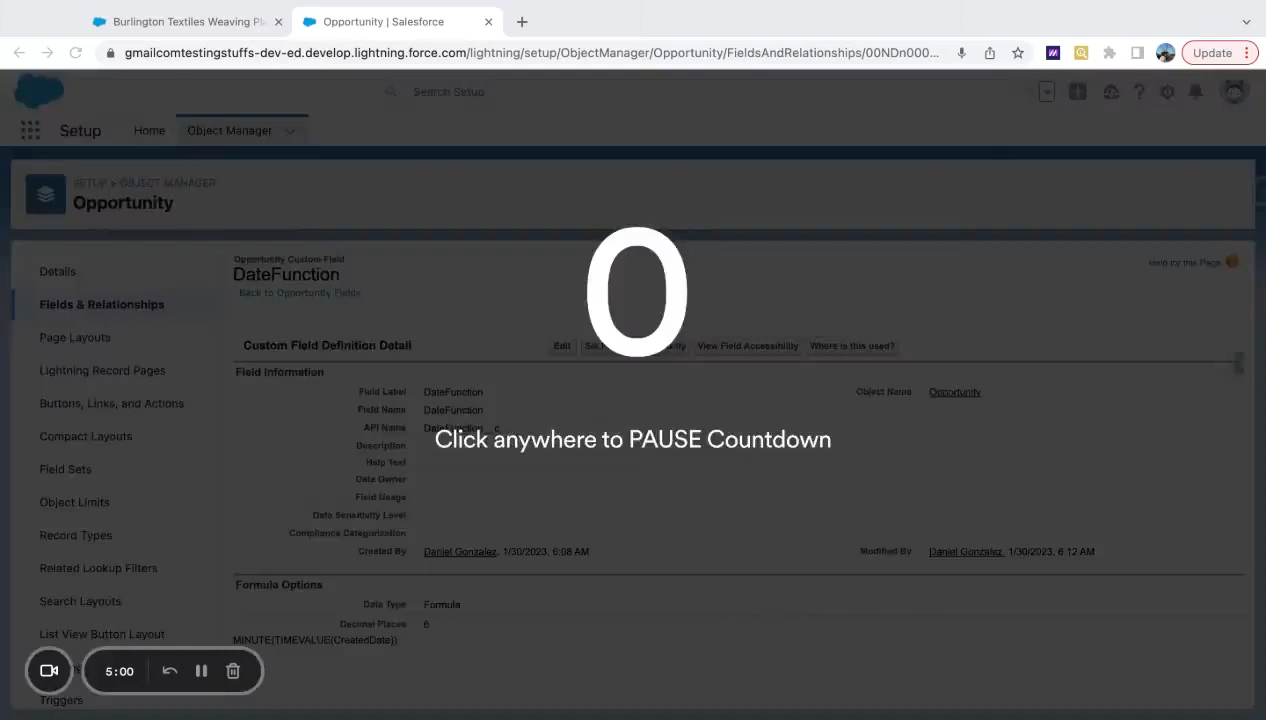 Burlington Textiles Weaving Pl
Opportunity | Salesforce
gmailcomtestingstuffs-dev-ed.develop.lightning.force.com/lightning/setup/ObjectManager/Opportunity/FieldsAndRelationships/00NDn000...
Update
Search Setup
Setup
Home
Object Manager
SETUP > OBJECT MANAGER
Opportunity
0
Click anywhere to PAUSE Countdown
Details
Fields & Relationships
Page Layouts
Lightning Record Pages
Buttons, Links, and Actions
Compact Layouts
Field Sets
Object Limits
Record Types
Related Lookup Filters
Search Layouts
List View Button Layout
Triggers
Opportunity Custom Field
DateFunction
Back to Opportunity Fields
Help for this Page
Custom Field Definition Detail
Edit
View Field Accessibility
Where is this used?
Field Information
Field Label DateFunction
Object Name Opportunity
Field Name DateFunction
API Name DateFunction__c
Description
Help Text
Data Owner
Field Usage
Data Sensitivity Level
Compliance Categorization
Created By Daniel Gonzalez, 1/30/2023, 6:08 AM
Modified By Daniel Gonzalez, 1/30/2023, 6:12 AM
Formula Options
Data Type Formula
Decimal Places 6
MINUTE(TIMEVALUE(CreatedDate))
5:00